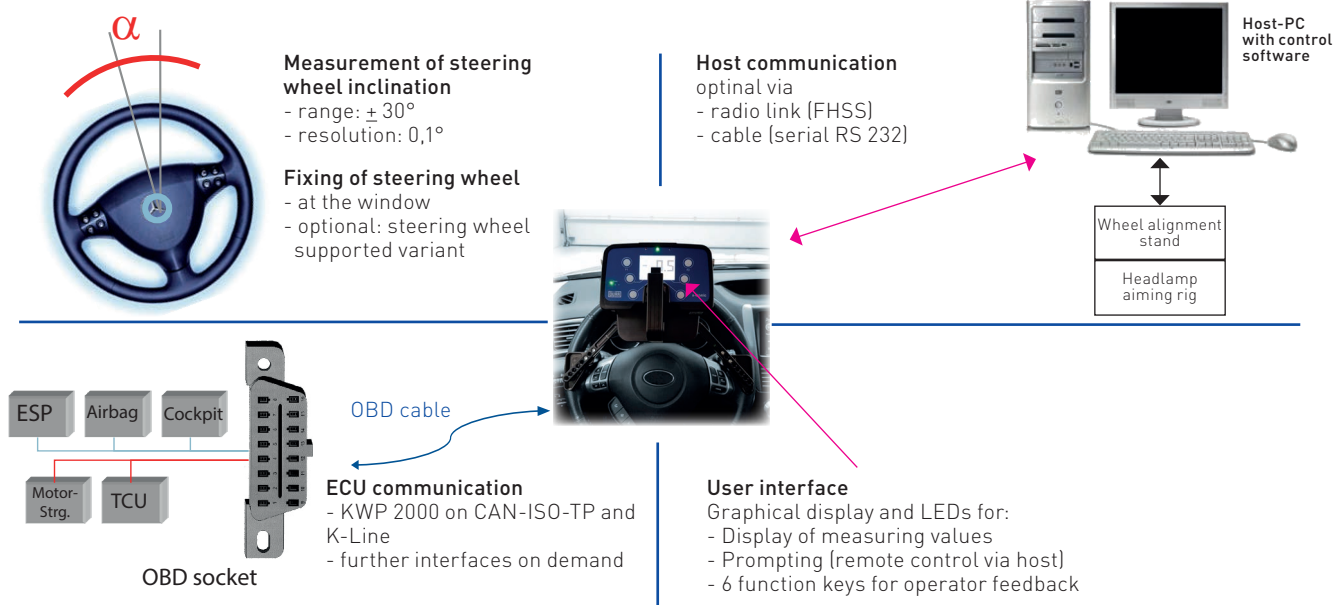 α
Measurement of steering
wheel inclination
- range: ± 30°
- resolution: 0,1°
Fixing of steering wheel
- at the window
- optional: steering wheel
supported variant
Host communication
optinal via
- radio link (FHSS)
- cable (serial RS 232)
Host-PC
with control
software
Wheel alignment
stand
Headlamp
aiming rig
ESP
Airbag
Cockpit
Motor-
Strg.
TCU
OBD socket
OBD cable
ECU communication
- KWP 2000 on CAN-ISO-TP and
K-Line
- further interfaces on demand
User interface
Graphical display and LEDs for:
- Display of measuring values
- Prompting (remote control via host)
- 6 function keys for operator feedback